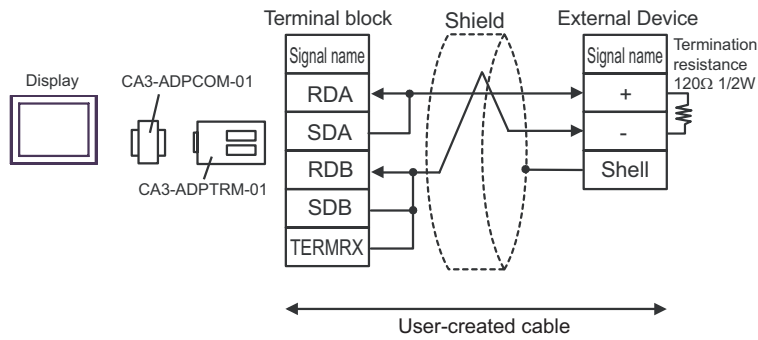 Terminal block
Shield
External Device
Display
CA3-ADPCOM-01
CA3-ADPTRM-01
Signal name
RDA
SDA
RDB
SDB
TERMRX
Signal name
+
-
Shell
Termination
resistance
120Ω 1/2W
User-created cable